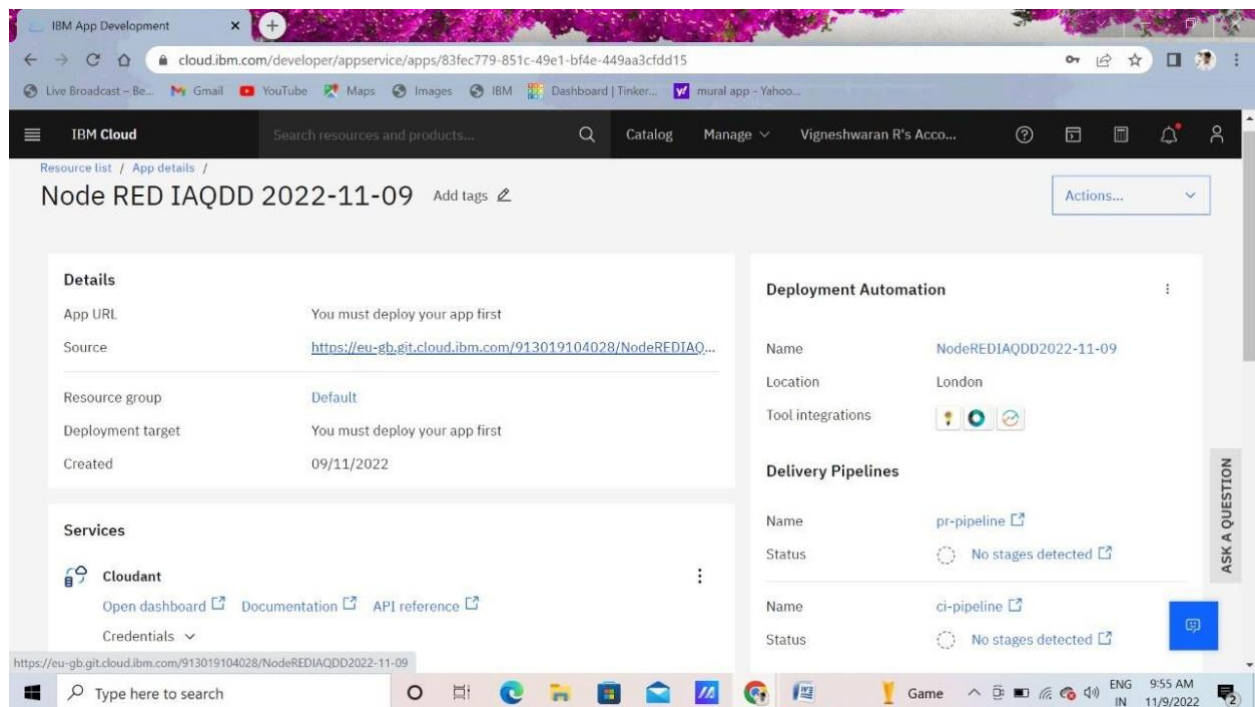 IBM App Development
cloud.ibm.com/developer/appservice/apps/83fec779-851c-49e1-bf4e-449aa3cfdd15
Live Broadcast – Be... Gmail YouTube Maps Images IBM Dashboard | Tinker... mural app - Yahoo...
IBM Cloud Search resources and products... Catalog Manage Vigneshwaran R's Acco...
Resource list / App details /
Node RED IAQDD 2022-11-09 Add tags Actions...
Details
App URL You must deploy your app first
Source https://eu-gb.git.cloud.ibm.com/913019104028/NodeREDIAQ...
Resource group Default
Deployment target You must deploy your app first
Created 09/11/2022
Services
Cloudant
Open dashboard Documentation API reference
Credentials
Deployment Automation
Name NodeREDIAQDD2022-11-09
Location London
Tool integrations
Delivery Pipelines
Name pr-pipeline
Status No stages detected
Name ci-pipeline
Status No stages detected
ASK A QUESTION
https://eu-gb.git.cloud.ibm.com/913019104028/NodeREDIAQDD2022-11-09
Type here to search Game ENG 9:55 AM
IN 11/9/2022 2